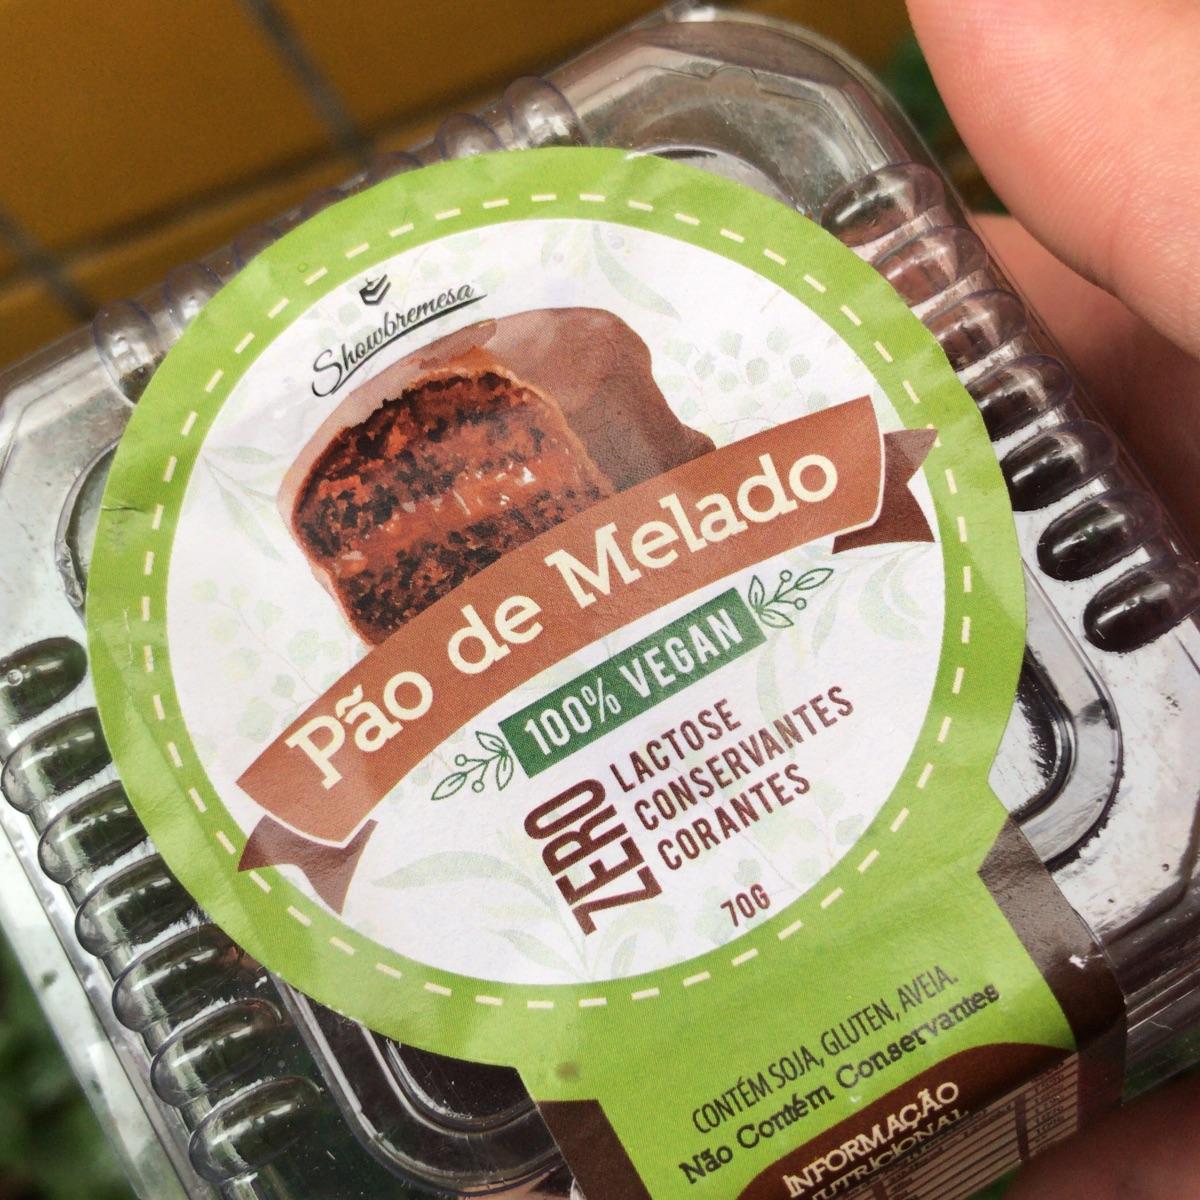 Showbremesa
Pão de Melado
100% VEGAN
ZERO
LACTOSE
CONSERVANTES
CORANTES
70G
CONTÉM SOJA, GLUTEN, AVEIA.
Não Contém Conservantes
INFORMAÇÃO
NUTRICIONAL